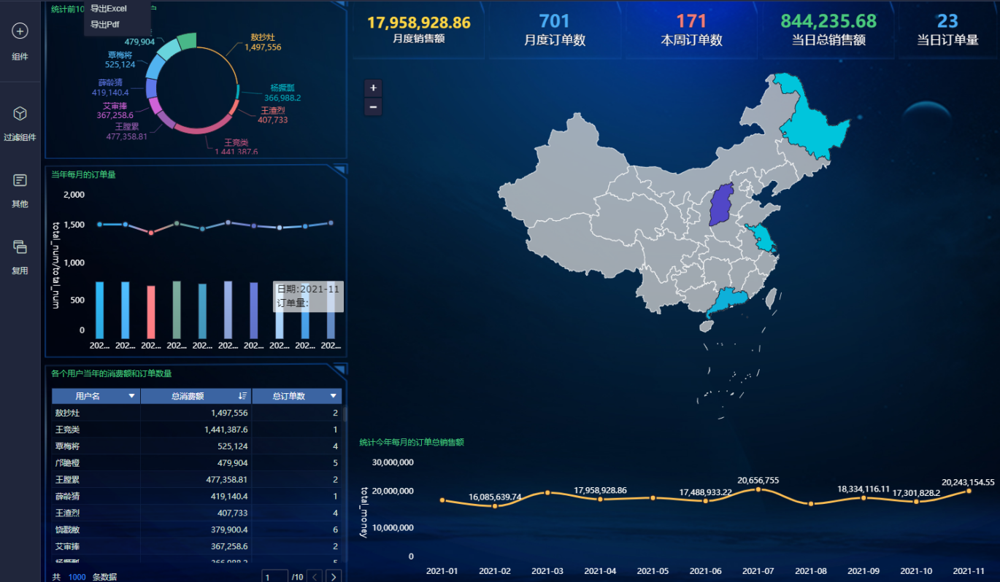 组件
过滤组件
其他
复用
导出Excel
导出Pdf
统计前10
户
479,904
覃梅将
525,124
薛龄猜
419,140.4
艾审捧
367,258.6
王膛累
477,358.81
敖抄灶
1,497,556
杨搌瓢
366,988.2
王渣烈
407,733
王竞类
1,441,387.6
17,958,928.86
月度销售额
701
月度订单数
171
本周订单数
844,235.68
当日总销售额
23
当日订单量
+
−
当年每月的订单量
total_num/total_num
2,000
1,500
1,000
500
0
日期:2021-11
订单量:
202... 202... 202... 202... 202... 202... 202... 202... 202... 202...
各个用户当年的消费额和订单数量
用户名 总消费额 总订单数
敖抄灶 1,497,556 2
王竞类 1,441,387.6 1
覃梅将 525,124 4
邝瞻橙 479,904 5
王膛累 477,358.81 2
薛龄猜 419,140.4 1
王渣烈 407,733 4
饶戳敝 379,900.4 6
艾审捧 367,258.6 2
杨搌瓢 366,988.2 5
共 1000 条数据 1 /10
统计今年每月的订单总销售额
total_money
30,000,000
20,000,000
10,000,000
0
16,085,639.74
17,958,928.86
17,488,933.22
20,656,755
18,334,116.11
17,301,828.2
20,243,154.55
2021-01 2021-02 2021-03 2021-04 2021-05 2021-06 2021-07 2021-08 2021-09 2021-10 2021-11